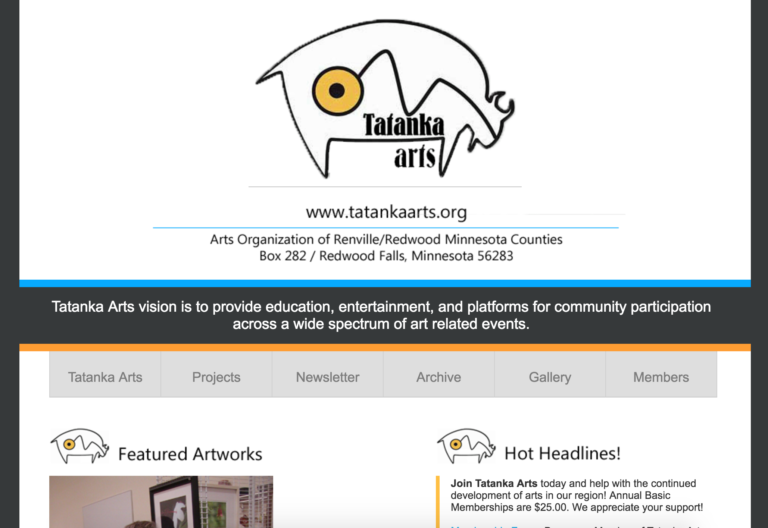 Tatanka
arts
www.tatankaarts.org
Arts Organization of Renville/Redwood Minnesota Counties
Box 282 / Redwood Falls, Minnesota 56283
Tatanka Arts vision is to provide education, entertainment, and platforms for community participation
across a wide spectrum of art related events.
Tatanka Arts
Projects
Newsletter
Archive
Gallery
Members
Featured Artworks
Hot Headlines!
Join Tatanka Arts today and help with the continued
development of arts in our region! Annual Basic
Memberships are $25.00. We appreciate your support!